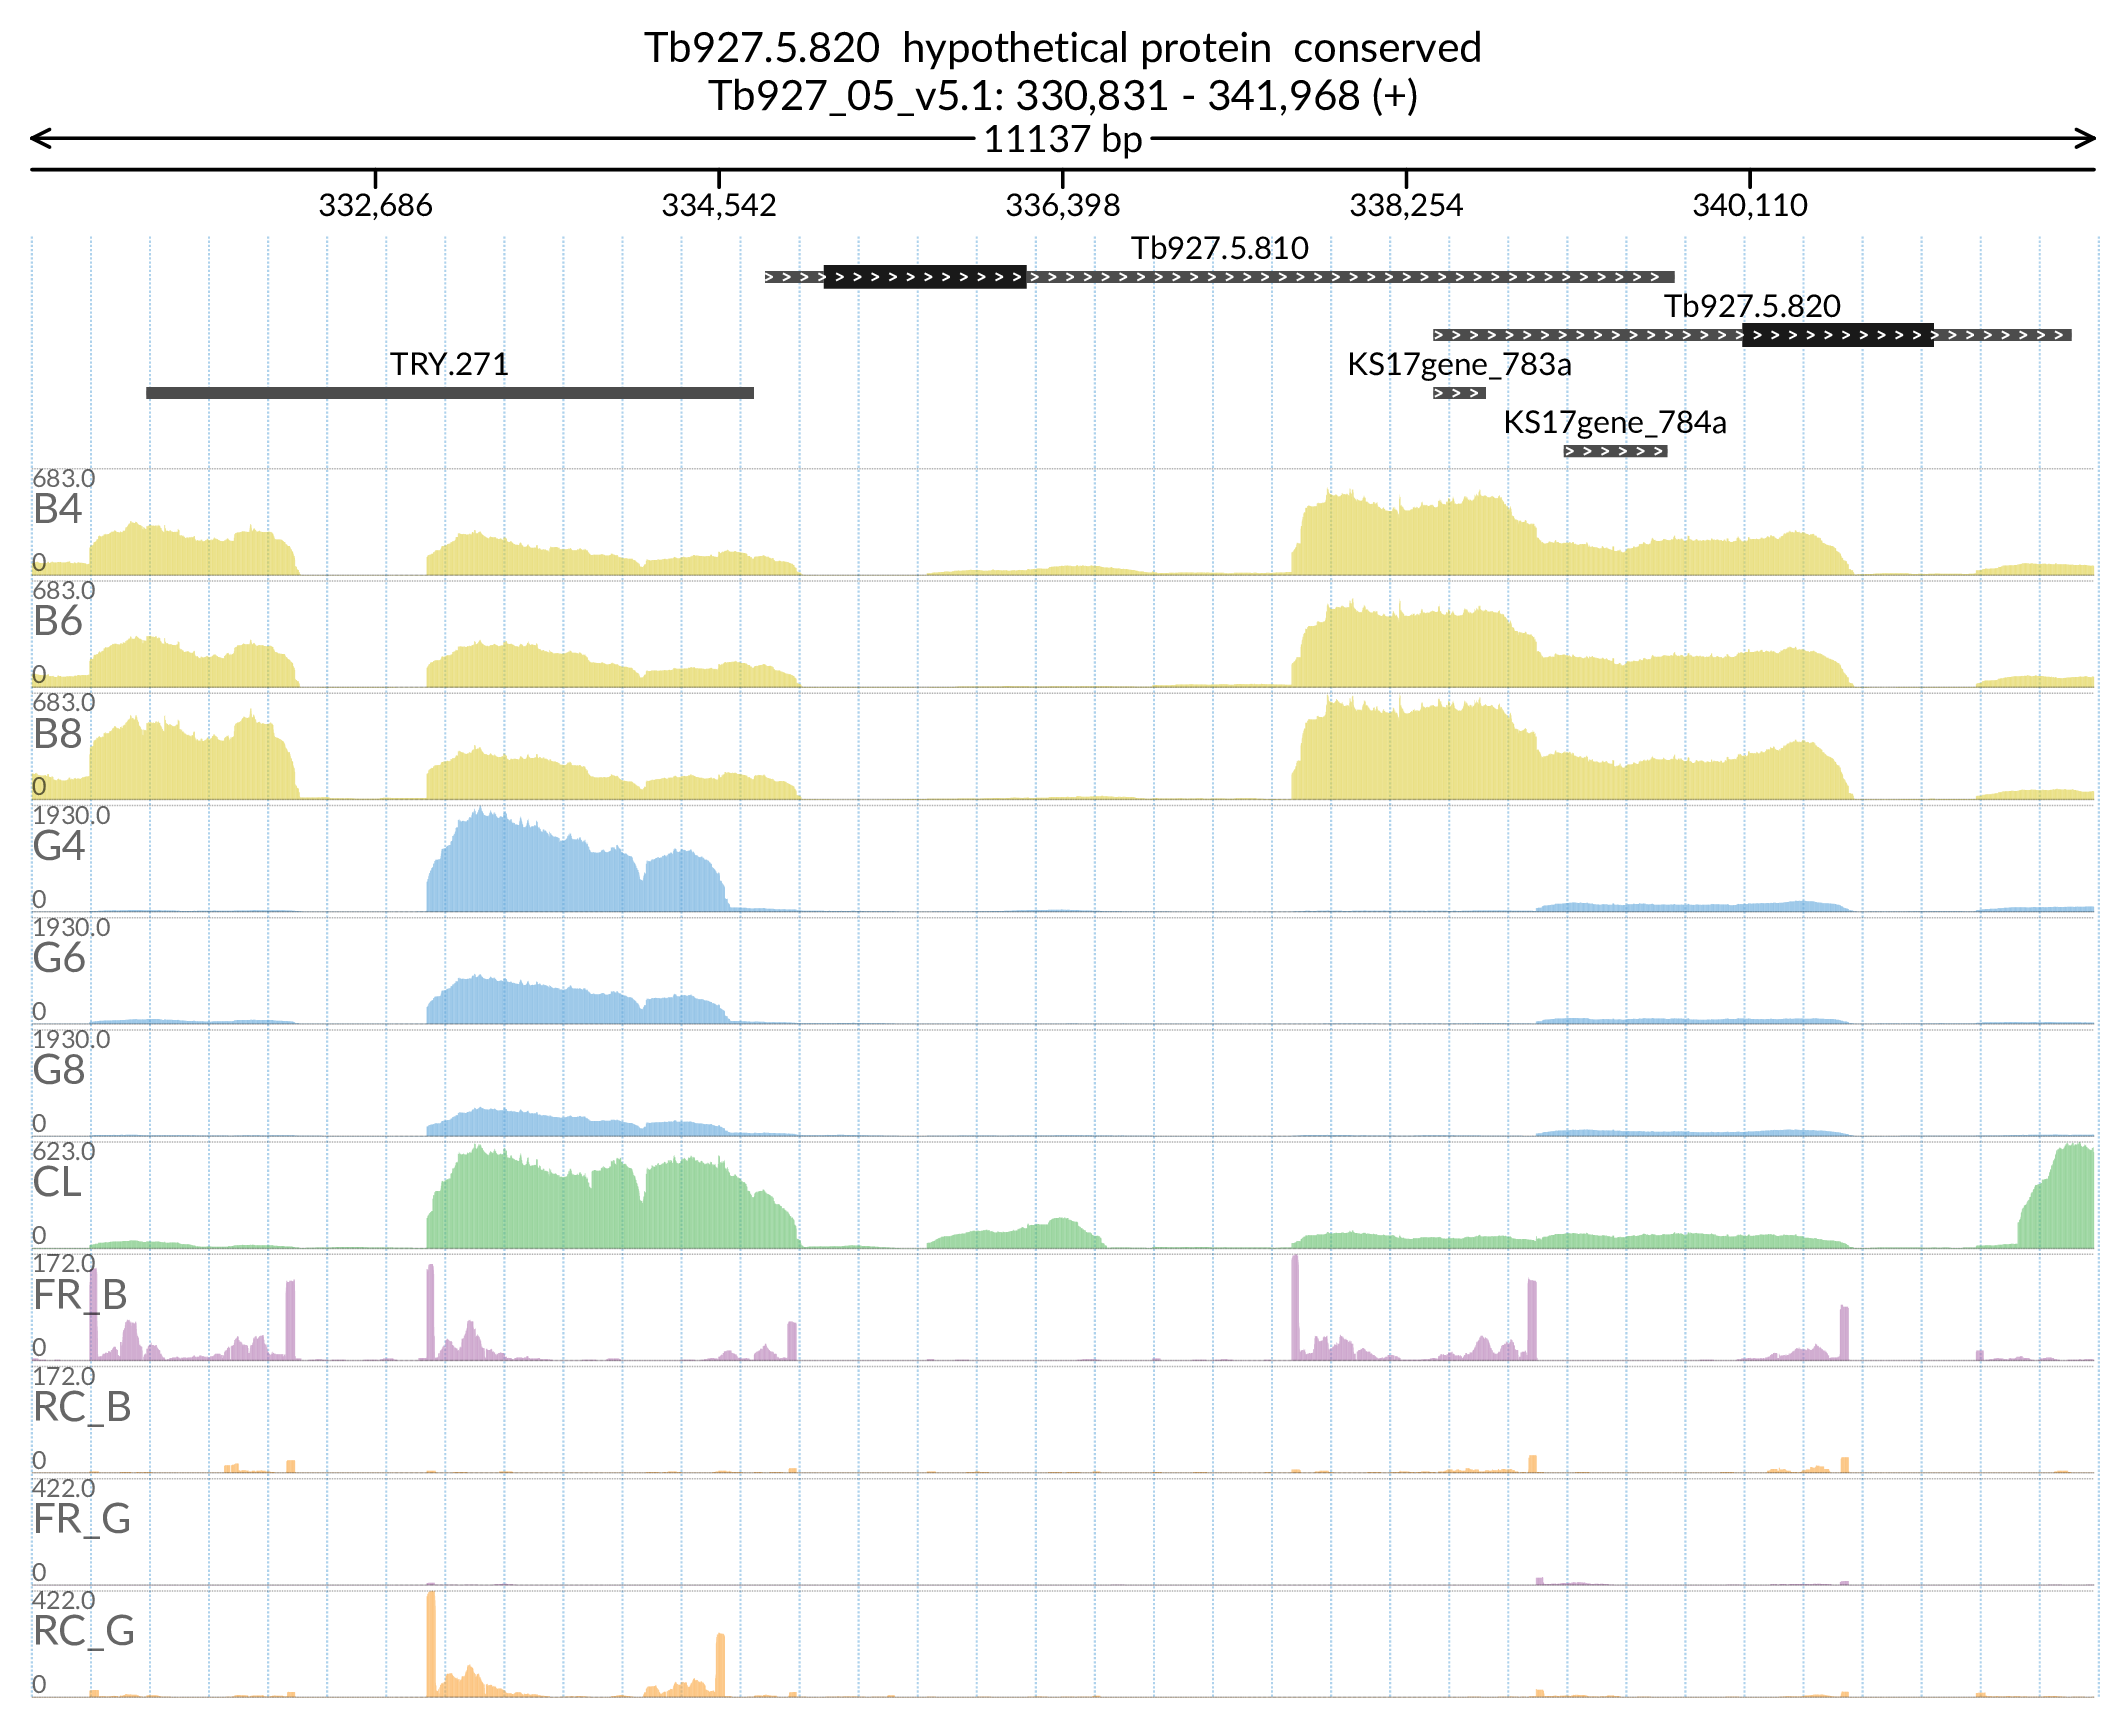 Tb927.5.820 hypothetical protein conserved
Tb927_05_v5.1: 330,831 - 341,968 (+)
11137 bp
332,686 334,542 336,398 338,254 340,110
Tb927.5.810
Tb927.5.820
TRY.271 KS17gene_783a
KS17gene_784a
683.0
B4
0
683.0
B6
0
683.0
B8
0
1930.0
G4
0
1930.0
G6
0
1930.0
G8
0
623.0
CL
0
172.0
FR_B
0
172.0
RC_B
0
422.0
FR_G
0
422.0
RC_G
0